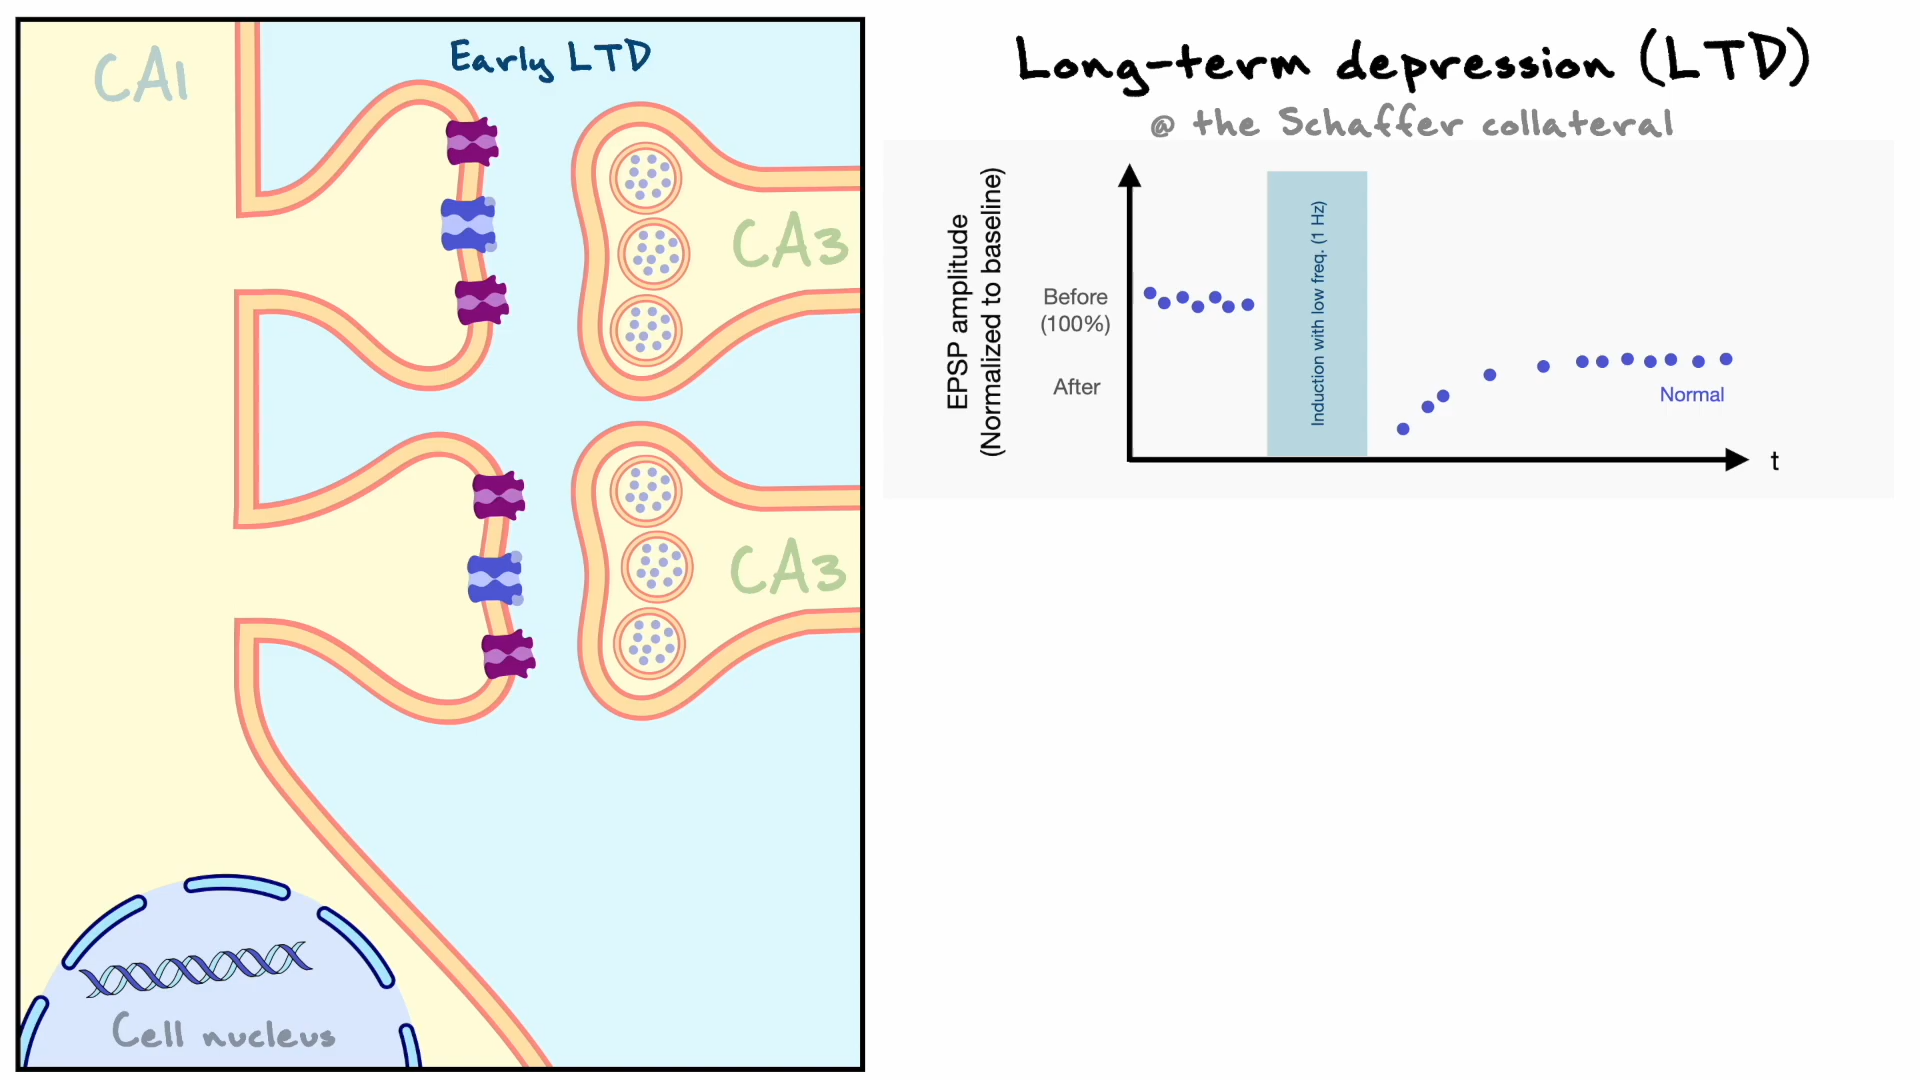 CA1
Early LTD
CA3
CA3
Cell nucleus
Long-term depression (LTD)
@ the Schaffer collateral
EPSP amplitude
(Normalized to baseline)
Before
(100%)
After
Induction with low freq. (1 Hz)
Normal
t